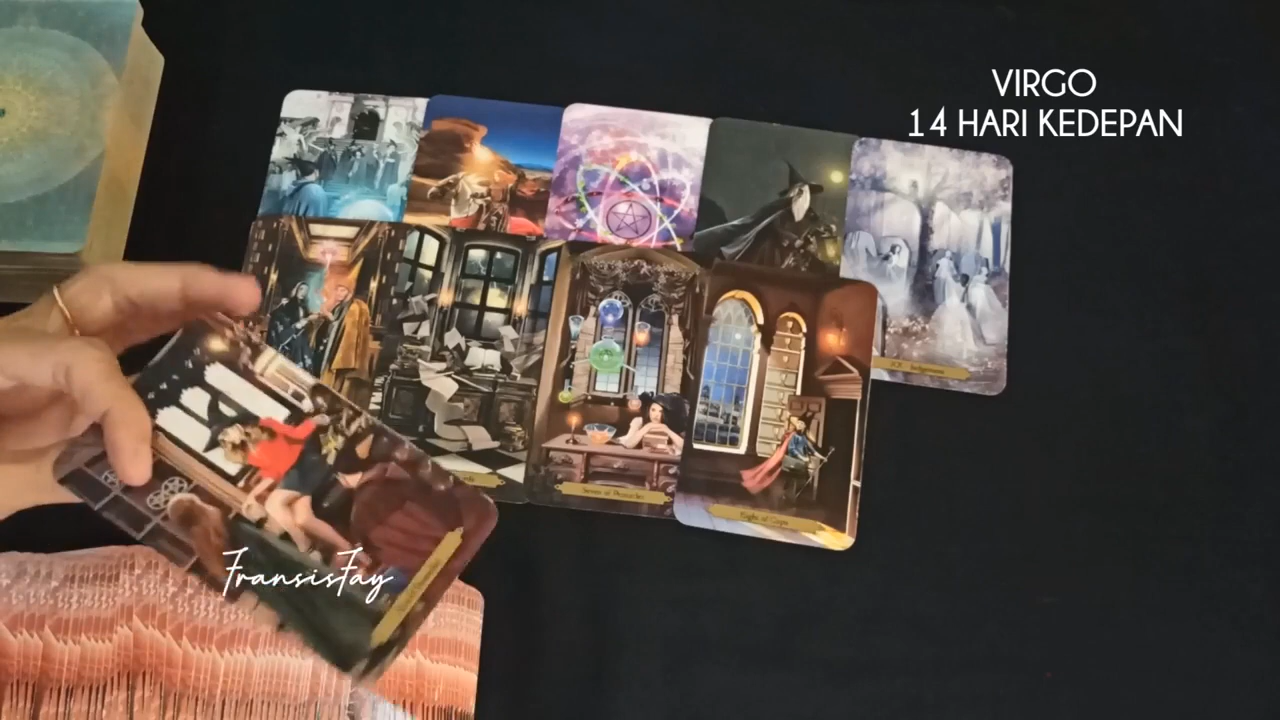 VIRGO
14 HARI KEDEPAN
XX Judgement
Seven of Pentacles
Eight of Cups
FransisFay